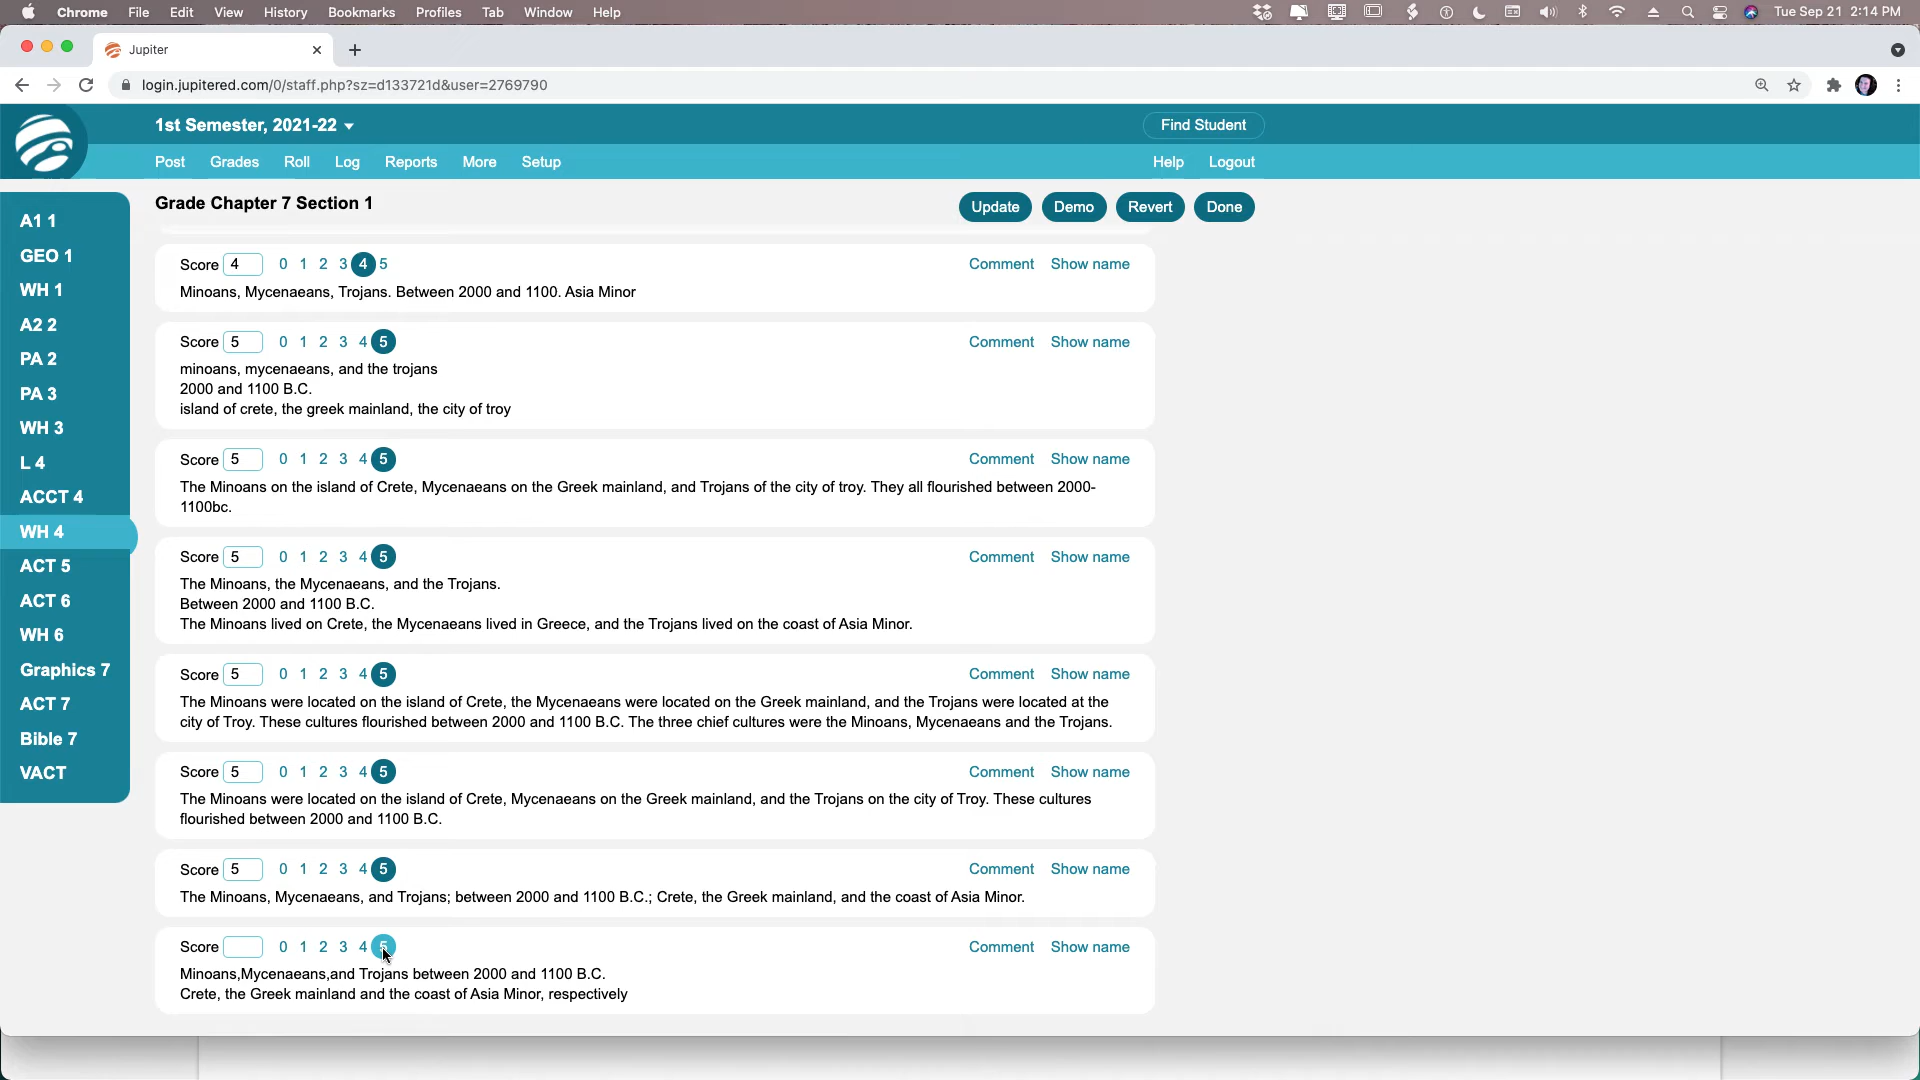 Chrome File Edit View History Bookmarks Profiles Tab Window Help Tue Sep 21 2:14 PM
Jupiter
login.jupitered.com/0/staff.php?sz=d133721d&user=2769790
1st Semester, 2021-22 Find Student
Post Grades Roll Log Reports More Setup Help Logout
Grade Chapter 7 Section 1 Update Demo Revert Done
A1 1
GEO 1
WH 1
A2 2
PA 2
PA 3
WH 3
L 4
ACCT 4
WH 4
ACT 5
ACT 6
WH 6
Graphics 7
ACT 7
Bible 7
VACT
Score 4 0 1 2 3 4 5 Comment Show name
Minoans, Mycenaeans, Trojans. Between 2000 and 1100. Asia Minor
Score 5 0 1 2 3 4 5 Comment Show name
minoans, mycenaeans, and the trojans
2000 and 1100 B.C.
island of crete, the greek mainland, the city of troy
Score 5 0 1 2 3 4 5 Comment Show name
The Minoans on the island of Crete, Mycenaeans on the Greek mainland, and Trojans of the city of troy. They all flourished between 2000-
1100bc.
Score 5 0 1 2 3 4 5 Comment Show name
The Minoans, the Mycenaeans, and the Trojans.
Between 2000 and 1100 B.C.
The Minoans lived on Crete, the Mycenaeans lived in Greece, and the Trojans lived on the coast of Asia Minor.
Score 5 0 1 2 3 4 5 Comment Show name
The Minoans were located on the island of Crete, the Mycenaeans were located on the Greek mainland, and the Trojans were located at the
city of Troy. These cultures flourished between 2000 and 1100 B.C. The three chief cultures were the Minoans, Mycenaeans and the Trojans.
Score 5 0 1 2 3 4 5 Comment Show name
The Minoans were located on the island of Crete, Mycenaeans on the Greek mainland, and the Trojans on the city of Troy. These cultures
flourished between 2000 and 1100 B.C.
Score 5 0 1 2 3 4 5 Comment Show name
The Minoans, Mycenaeans, and Trojans; between 2000 and 1100 B.C.; Crete, the Greek mainland, and the coast of Asia Minor.
Score 0 1 2 3 4 5 Comment Show name
Minoans,Mycenaeans,and Trojans between 2000 and 1100 B.C.
Crete, the Greek mainland and the coast of Asia Minor, respectively